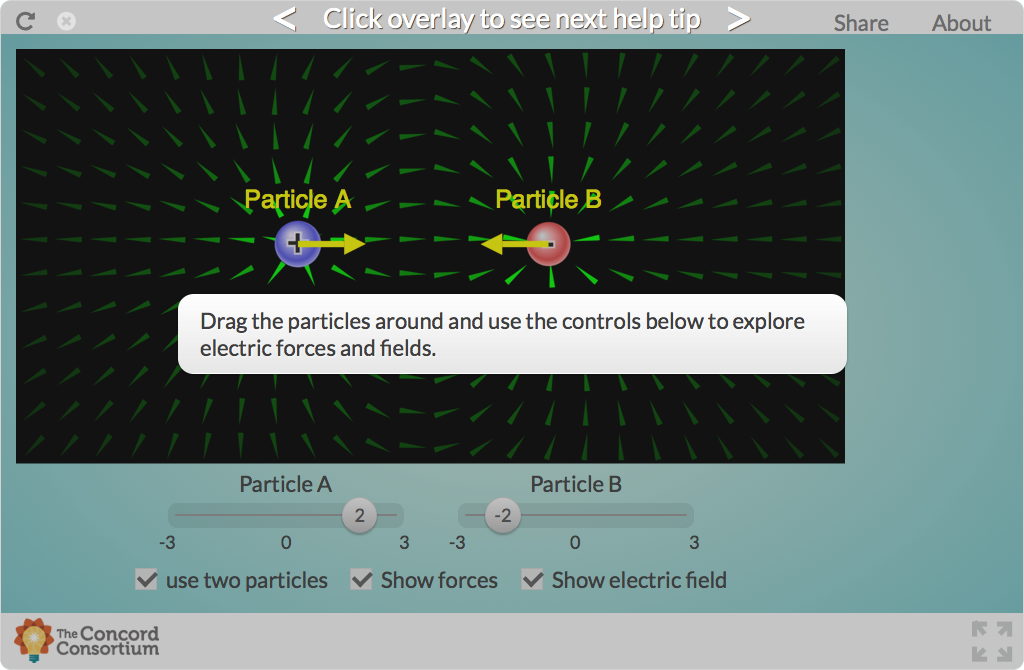 < Click overlay to see next help tip >
Share
About
Particle A
Particle B
+
-
Drag the particles around and use the controls below to explore
electric forces and fields.
Particle A
Particle B
2
-2
-3 0 3
-3 0 3
use two particles
Show forces
Show electric field
The Concord
Consortium